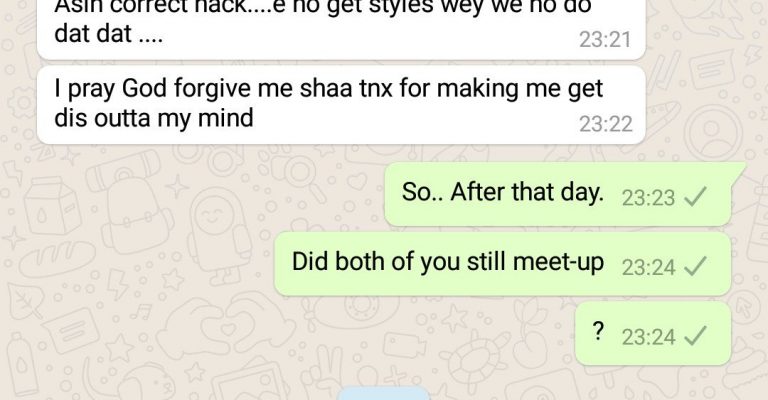 Asin correct hack....e no get styles wey we no do
dat dat ....
23:21
I pray God forgive me shaa tnx for making me get
dis outta my mind
23:22
So.. After that day.
23:23
Did both of you still meet-up
23:24
?
23:24